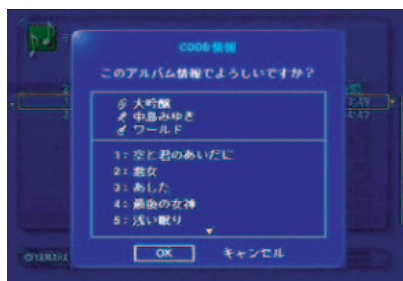 CDDB情報
このアルバム情報でよろしいですか？
大吟醸
中島みゆき
ワールド
1：空と君のあいだに
2：悪女
3：あした
4：最後の女神
5：浅い眠り
OK キャンセル